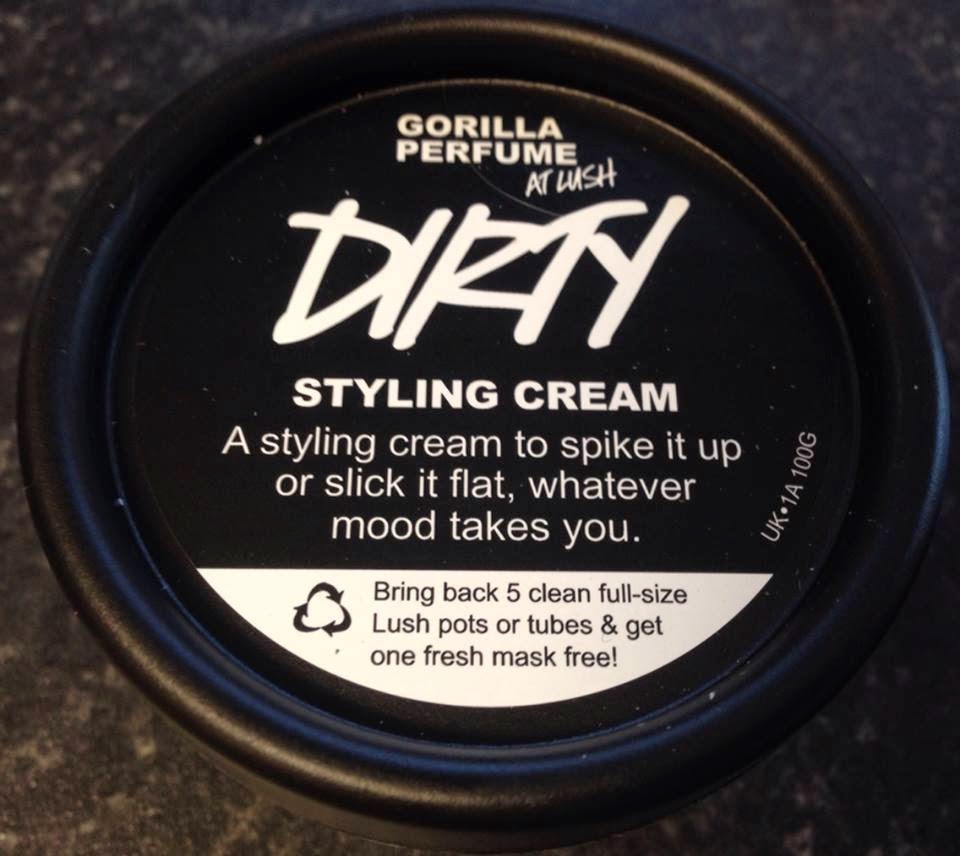 GORILLA
PERFUME
AT LUSH
DIRTY
STYLING CREAM
A styling cream to spike it up
or slick it flat, whatever
mood takes you.
UK•1A 100G
Bring back 5 clean full-size
Lush pots or tubes & get
one fresh mask free!